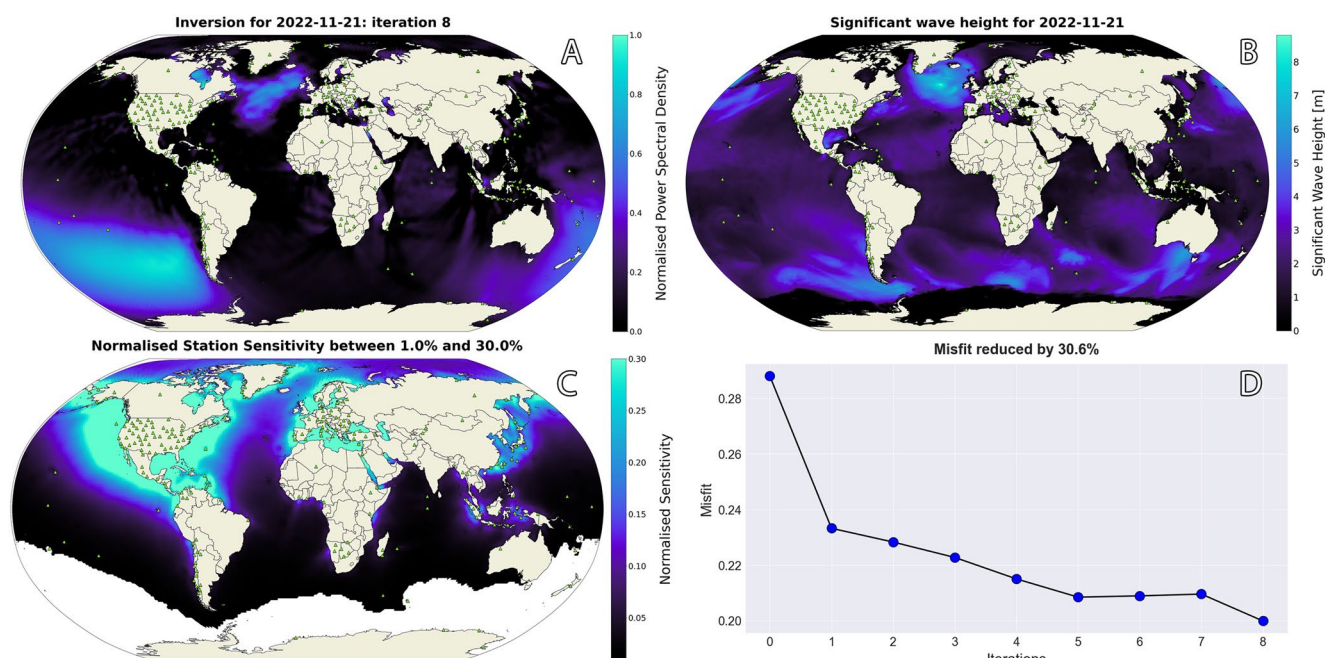 Inversion for 2022-11-21: iteration 8
A
1.0
0.8
0.6
0.4
0.2
0.0
Normalised Power Spectral Density
Significant wave height for 2022-11-21
B
8
7
6
5
4
3
2
1
0
Significant Wave Height [m]
Normalised Station Sensitivity between 1.0% and 30.0%
C
0.30
0.25
0.20
0.15
0.10
0.05
Normalised Sensitivity
Misfit reduced by 30.6%
D
0.28
0.26
0.24
0.22
0.20
Misfit
0 1 2 3 4 5 6 7 8
Iterations